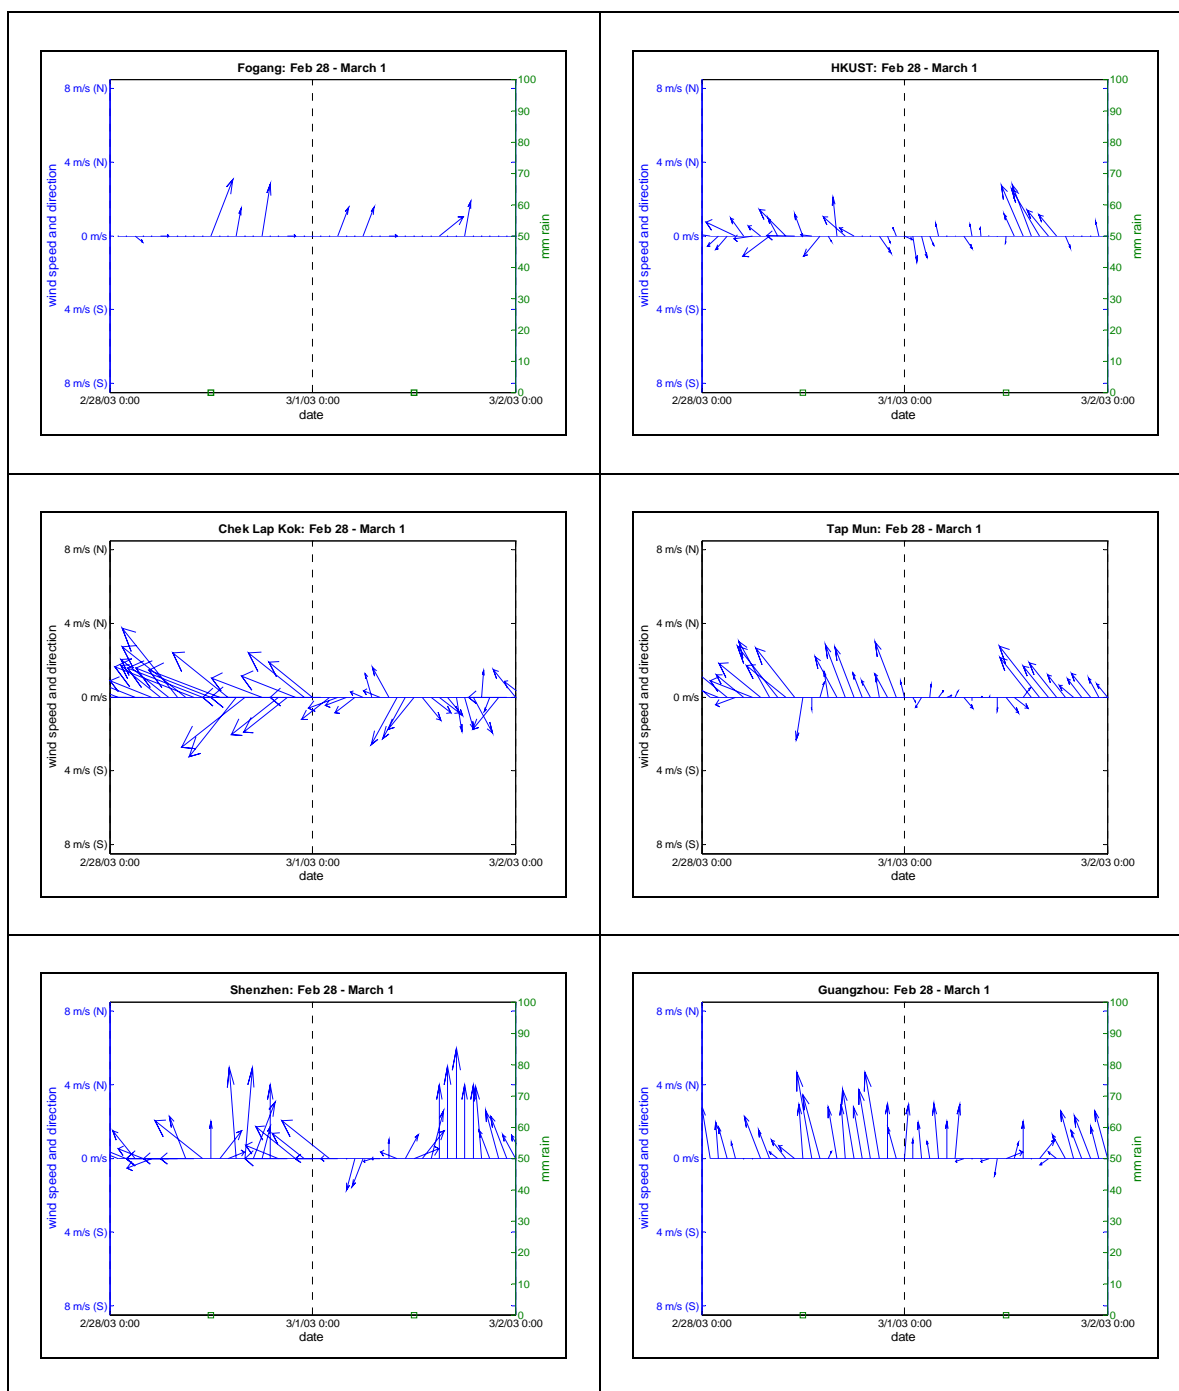 Fogang: Feb 28 - March 1
8 m/s (N)
4 m/s (N)
0 m/s
4 m/s (S)
8 m/s (S)
wind speed and direction
100
90
80
70
60
50
40
30
20
10
0
mm rain
2/28/03 0:00
3/1/03 0:00
3/2/03 0:00
date
HKUST: Feb 28 - March 1
8 m/s (N)
4 m/s (N)
0 m/s
4 m/s (S)
8 m/s (S)
wind speed and direction
100
90
80
70
60
50
40
30
20
10
0
mm rain
2/28/03 0:00
3/1/03 0:00
3/2/03 0:00
date
Chek Lap Kok: Feb 28 - March 1
8 m/s (N)
4 m/s (N)
0 m/s
4 m/s (S)
8 m/s (S)
wind speed and direction
2/28/03 0:00
3/1/03 0:00
3/2/03 0:00
date
Tap Mun: Feb 28 - March 1
8 m/s (N)
4 m/s (N)
0 m/s
4 m/s (S)
8 m/s (S)
wind speed and direction
2/28/03 0:00
3/1/03 0:00
3/2/03 0:00
date
Shenzhen: Feb 28 - March 1
8 m/s (N)
4 m/s (N)
0 m/s
4 m/s (S)
8 m/s (S)
wind speed and direction
100
90
80
70
60
50
40
30
20
10
0
mm rain
2/28/03 0:00
3/1/03 0:00
3/2/03 0:00
date
Guangzhou: Feb 28 - March 1
8 m/s (N)
4 m/s (N)
0 m/s
4 m/s (S)
8 m/s (S)
wind speed and direction
100
90
80
70
60
50
40
30
20
10
0
mm rain
2/28/03 0:00
3/1/03 0:00
3/2/03 0:00
date